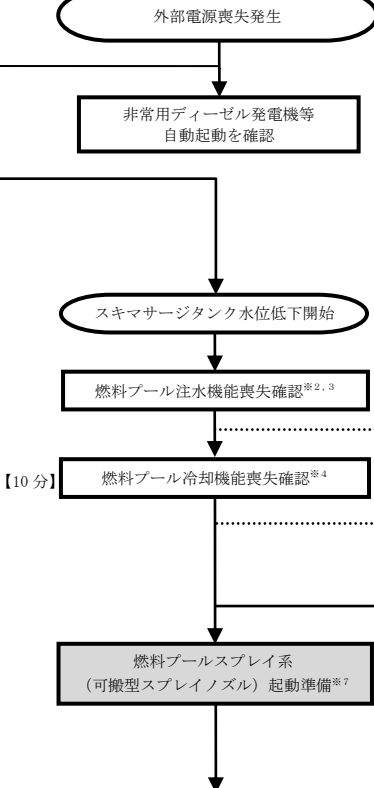 外部電源喪失発生
非常用ディーゼル発電機等
自動起動を確認
スキマサージタンク水位低下開始
燃料プール注水機能喪失確認※2,3
【10 分】
燃料プール冷却機能喪失確認※4
燃料プールスプレイ系
（可搬型スプレイノズル）起動準備※7